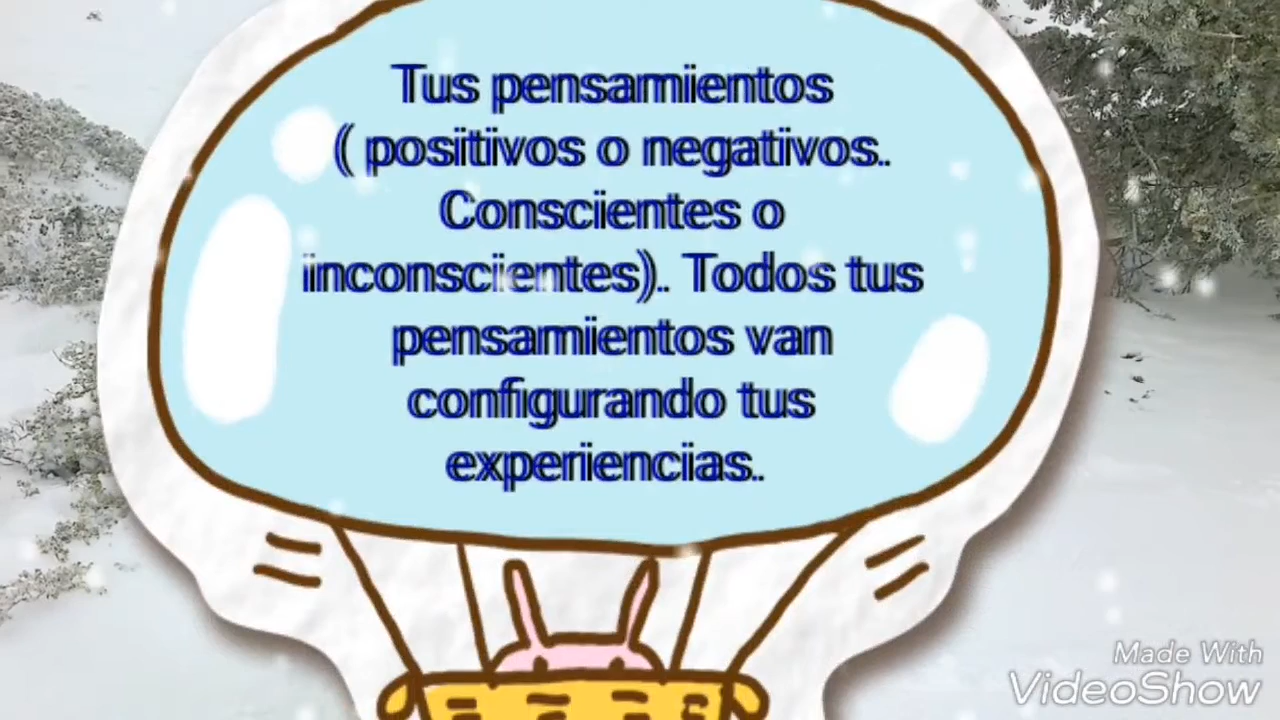 Tus pensamientos
( positivos o negativos.
Conscientes o
inconscientes). Todos tus
pensamientos van
configurando tus
experiencias.
Made With
VideoShow